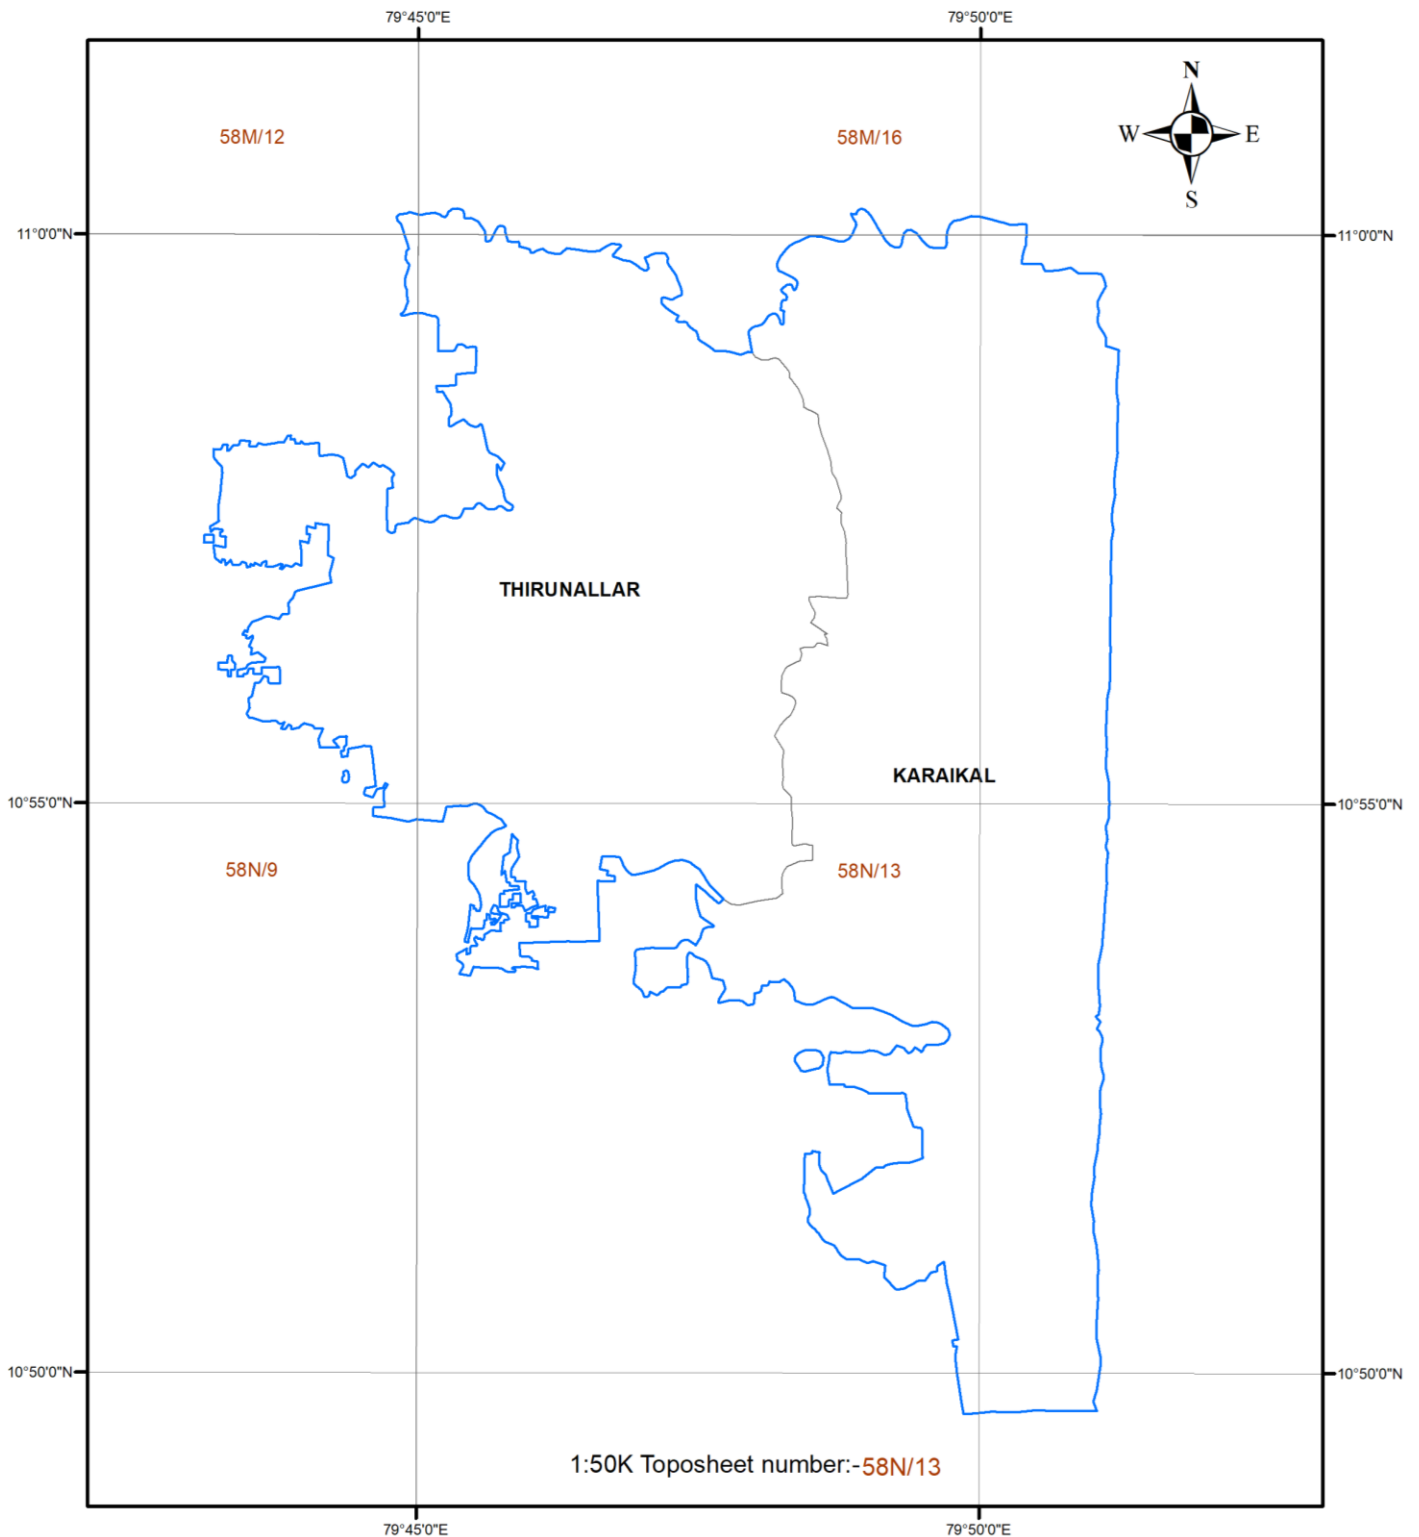 79°45'0"E 79°50'0"E
N
W E
S
58M/12 58M/16
11°0'0"N 11°0'0"N
THIRUNALLAR
KARAIKAL
10°55'0"N 10°55'0"N
58N/9 58N/13
10°50'0"N 10°50'0"N
1:50K Toposheet number:-58N/13
79°45'0"E 79°50'0"E